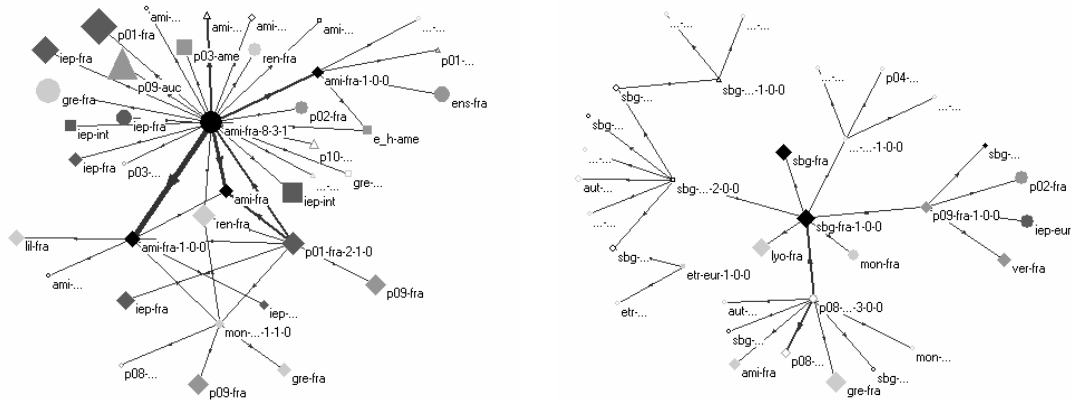 ami-...
ami-...
ami-...
ami-...
p01-fra
iep-fra
p03-ame
ren-fra
p01-...
p09-auc
ami-fra-1-0-0
gre-fra
ens-fra
p02-fra
iep-int
iep-fra
ami-fra-8-3-1
e_h-ame
iep-fra
p03-...
p10-...
...-...
gre-...
ami-fra
iep-int
ren-fra
lil-fra
ami-fra-1-0-0
p01-fra-2-1-0
ami-...
p09-fra
iep-fra
iep-...
mon-...-1-1-0
p08-...
gre-fra
p09-fra
...-...
...-...
sbg-...
sbg-...-1-0-0
...-...
p04-...
...-...
sbg-...
...-...
...-...-1-0-0
sbg-fra
sbg-...
aut-...
sbg-...-2-0-0
p02-fra
...-...
p09-fra-1-0-0
sbg-fra-1-0-0
iep-eur
sbg-...
lyo-fra
mon-fra
ver-fra
etr-eur-1-0-0
etr-...
aut-...
p08-...-3-0-0
sbg-...
p08-...
mon-...
ami-fra
sbg-...
gre-fra